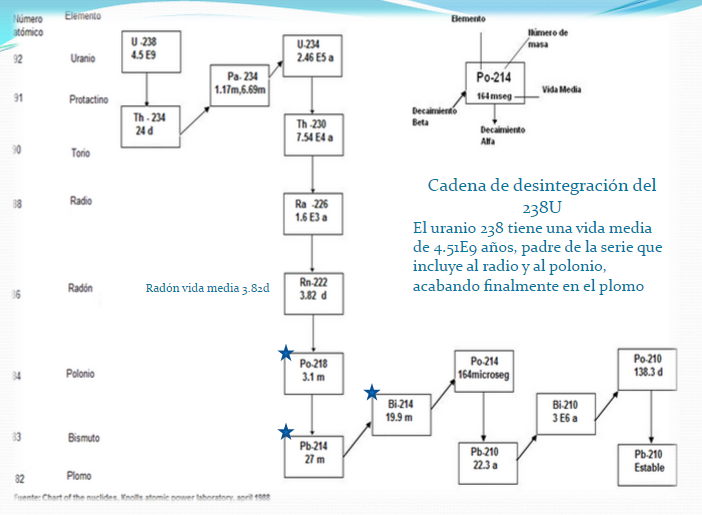 Número
atómico
Elemento
92
Uranio
91
Protactino
90
Torio
88
Radio
86
Radón
84
Polonio
83
Bismuto
82
Plomo
U -238
4.5 E9
Th - 234
24 d
Pa- 234
1.17m,6.69m
U-234
2.46 E5 a
Th -230
7.54 E4 a
Ra -226
1.6 E3 a
Rn-222
3.82 d
Radón vida media 3.82d
Po-218
3.1 m
Pb-214
27 m
Bi-214
19.9 m
Po-214
164microseg
Pb-210
22.3 a
Bi-210
3 E6 a
Po-210
138.3 d
Pb-210
Estable
Elemento
Número de
masa
Po-214
164 mseg
Vida Media
Decaimiento
Beta
Decaimiento
Alfa
Cadena de desintegración del
238U
El uranio 238 tiene una vida media
de 4.51E9 años, padre de la serie que
incluye al radio y al polonio,
acabando finalmente en el plomo
Fuente: Chart of the nuclides, Knolls atomic power laboratory, april 1988